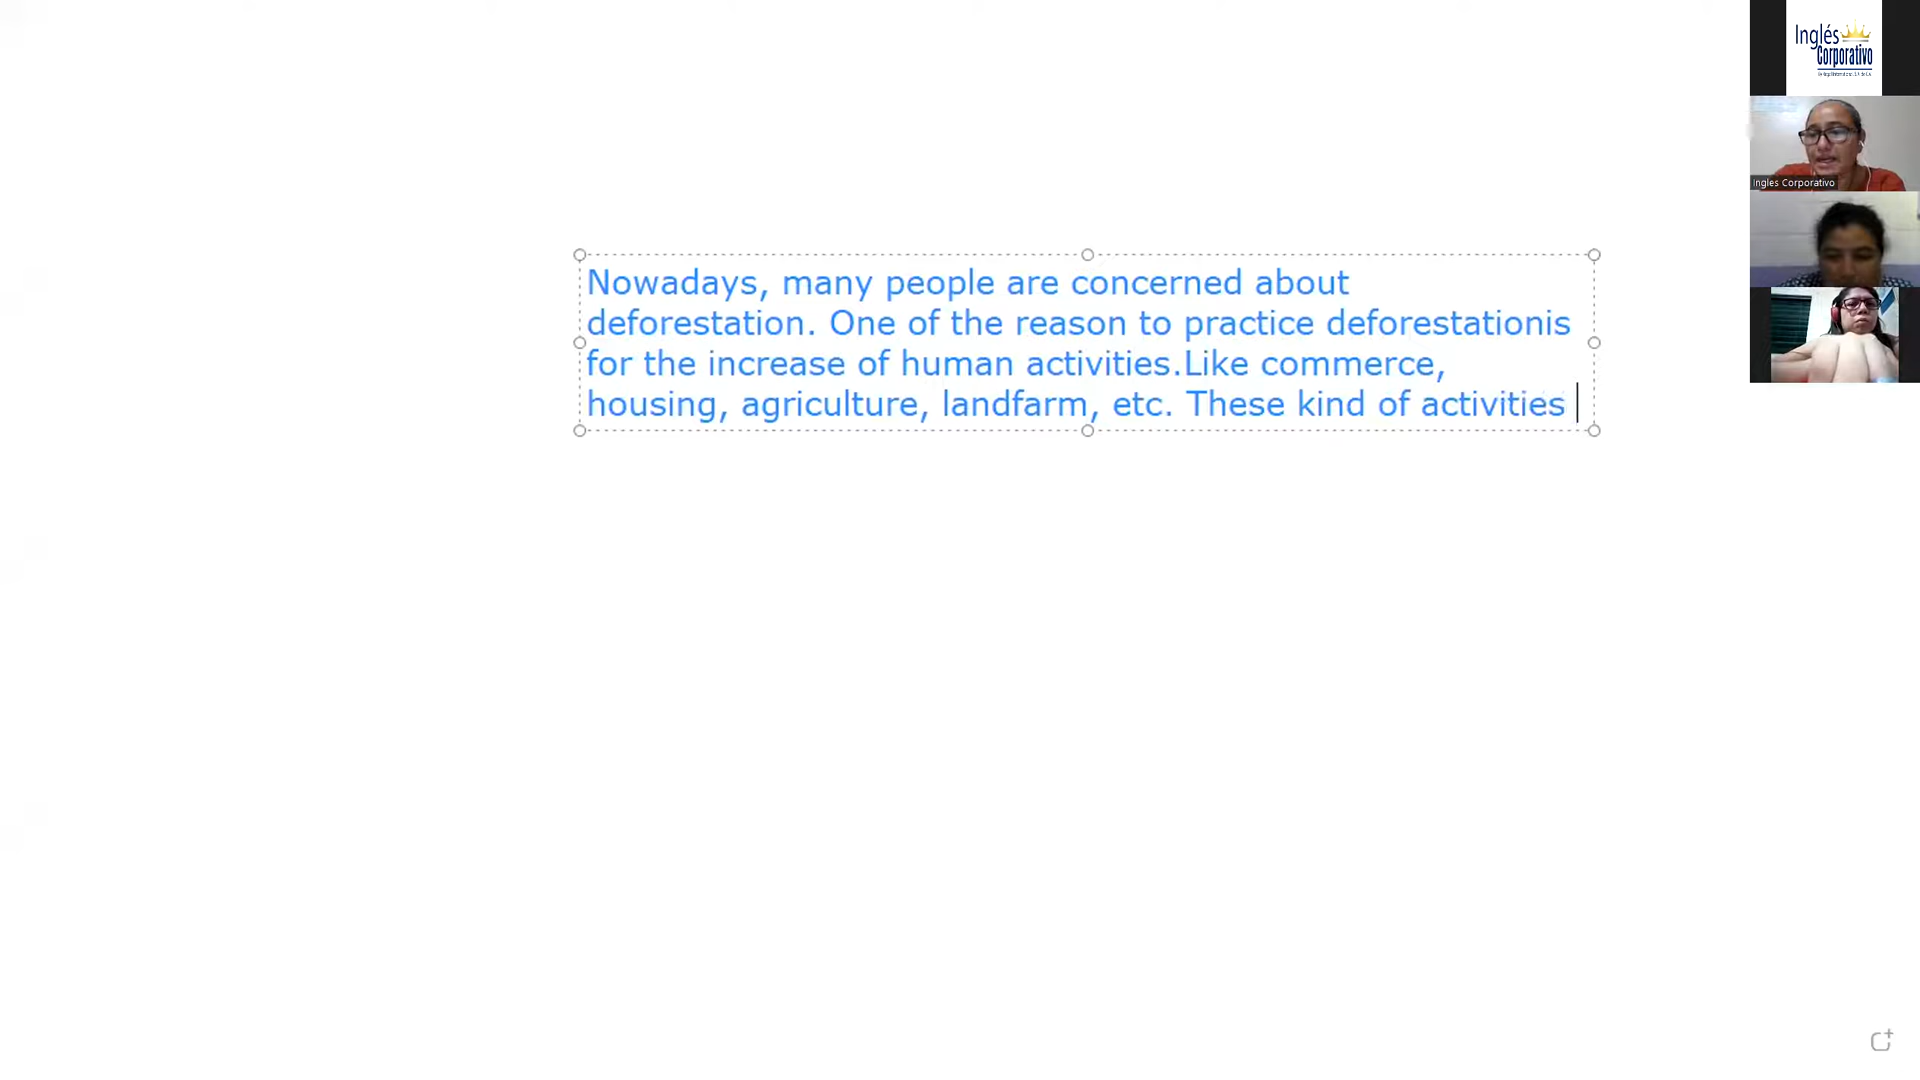 Inglés
Corporativo
Ingles Corporativo
Nowadays, many people are concerned about
deforestation. One of the reason to practice deforestationis
for the increase of human activities.Like commerce,
housing, agriculture, landfarm, etc. These kind of activities